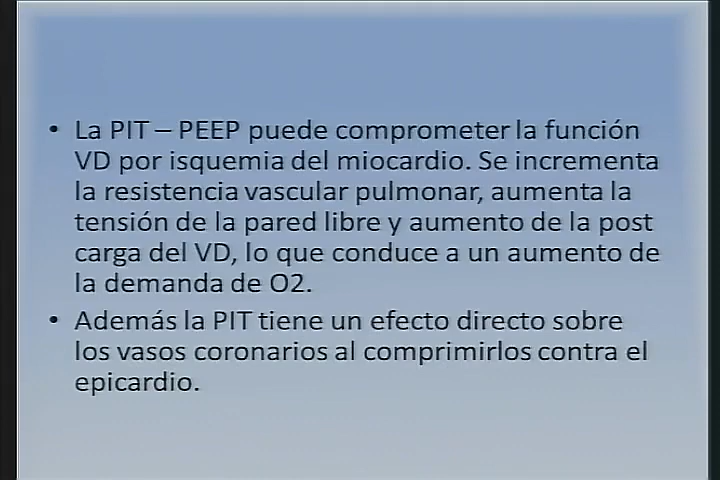 • La PIT – PEEP puede comprometer la función
VD por isquemia del miocardio. Se incrementa
la resistencia vascular pulmonar, aumenta la
tensión de la pared libre y aumento de la post
carga del VD, lo que conduce a un aumento de
la demanda de O2.
• Además la PIT tiene un efecto directo sobre
los vasos coronarios al comprimirlos contra el
epicardio.